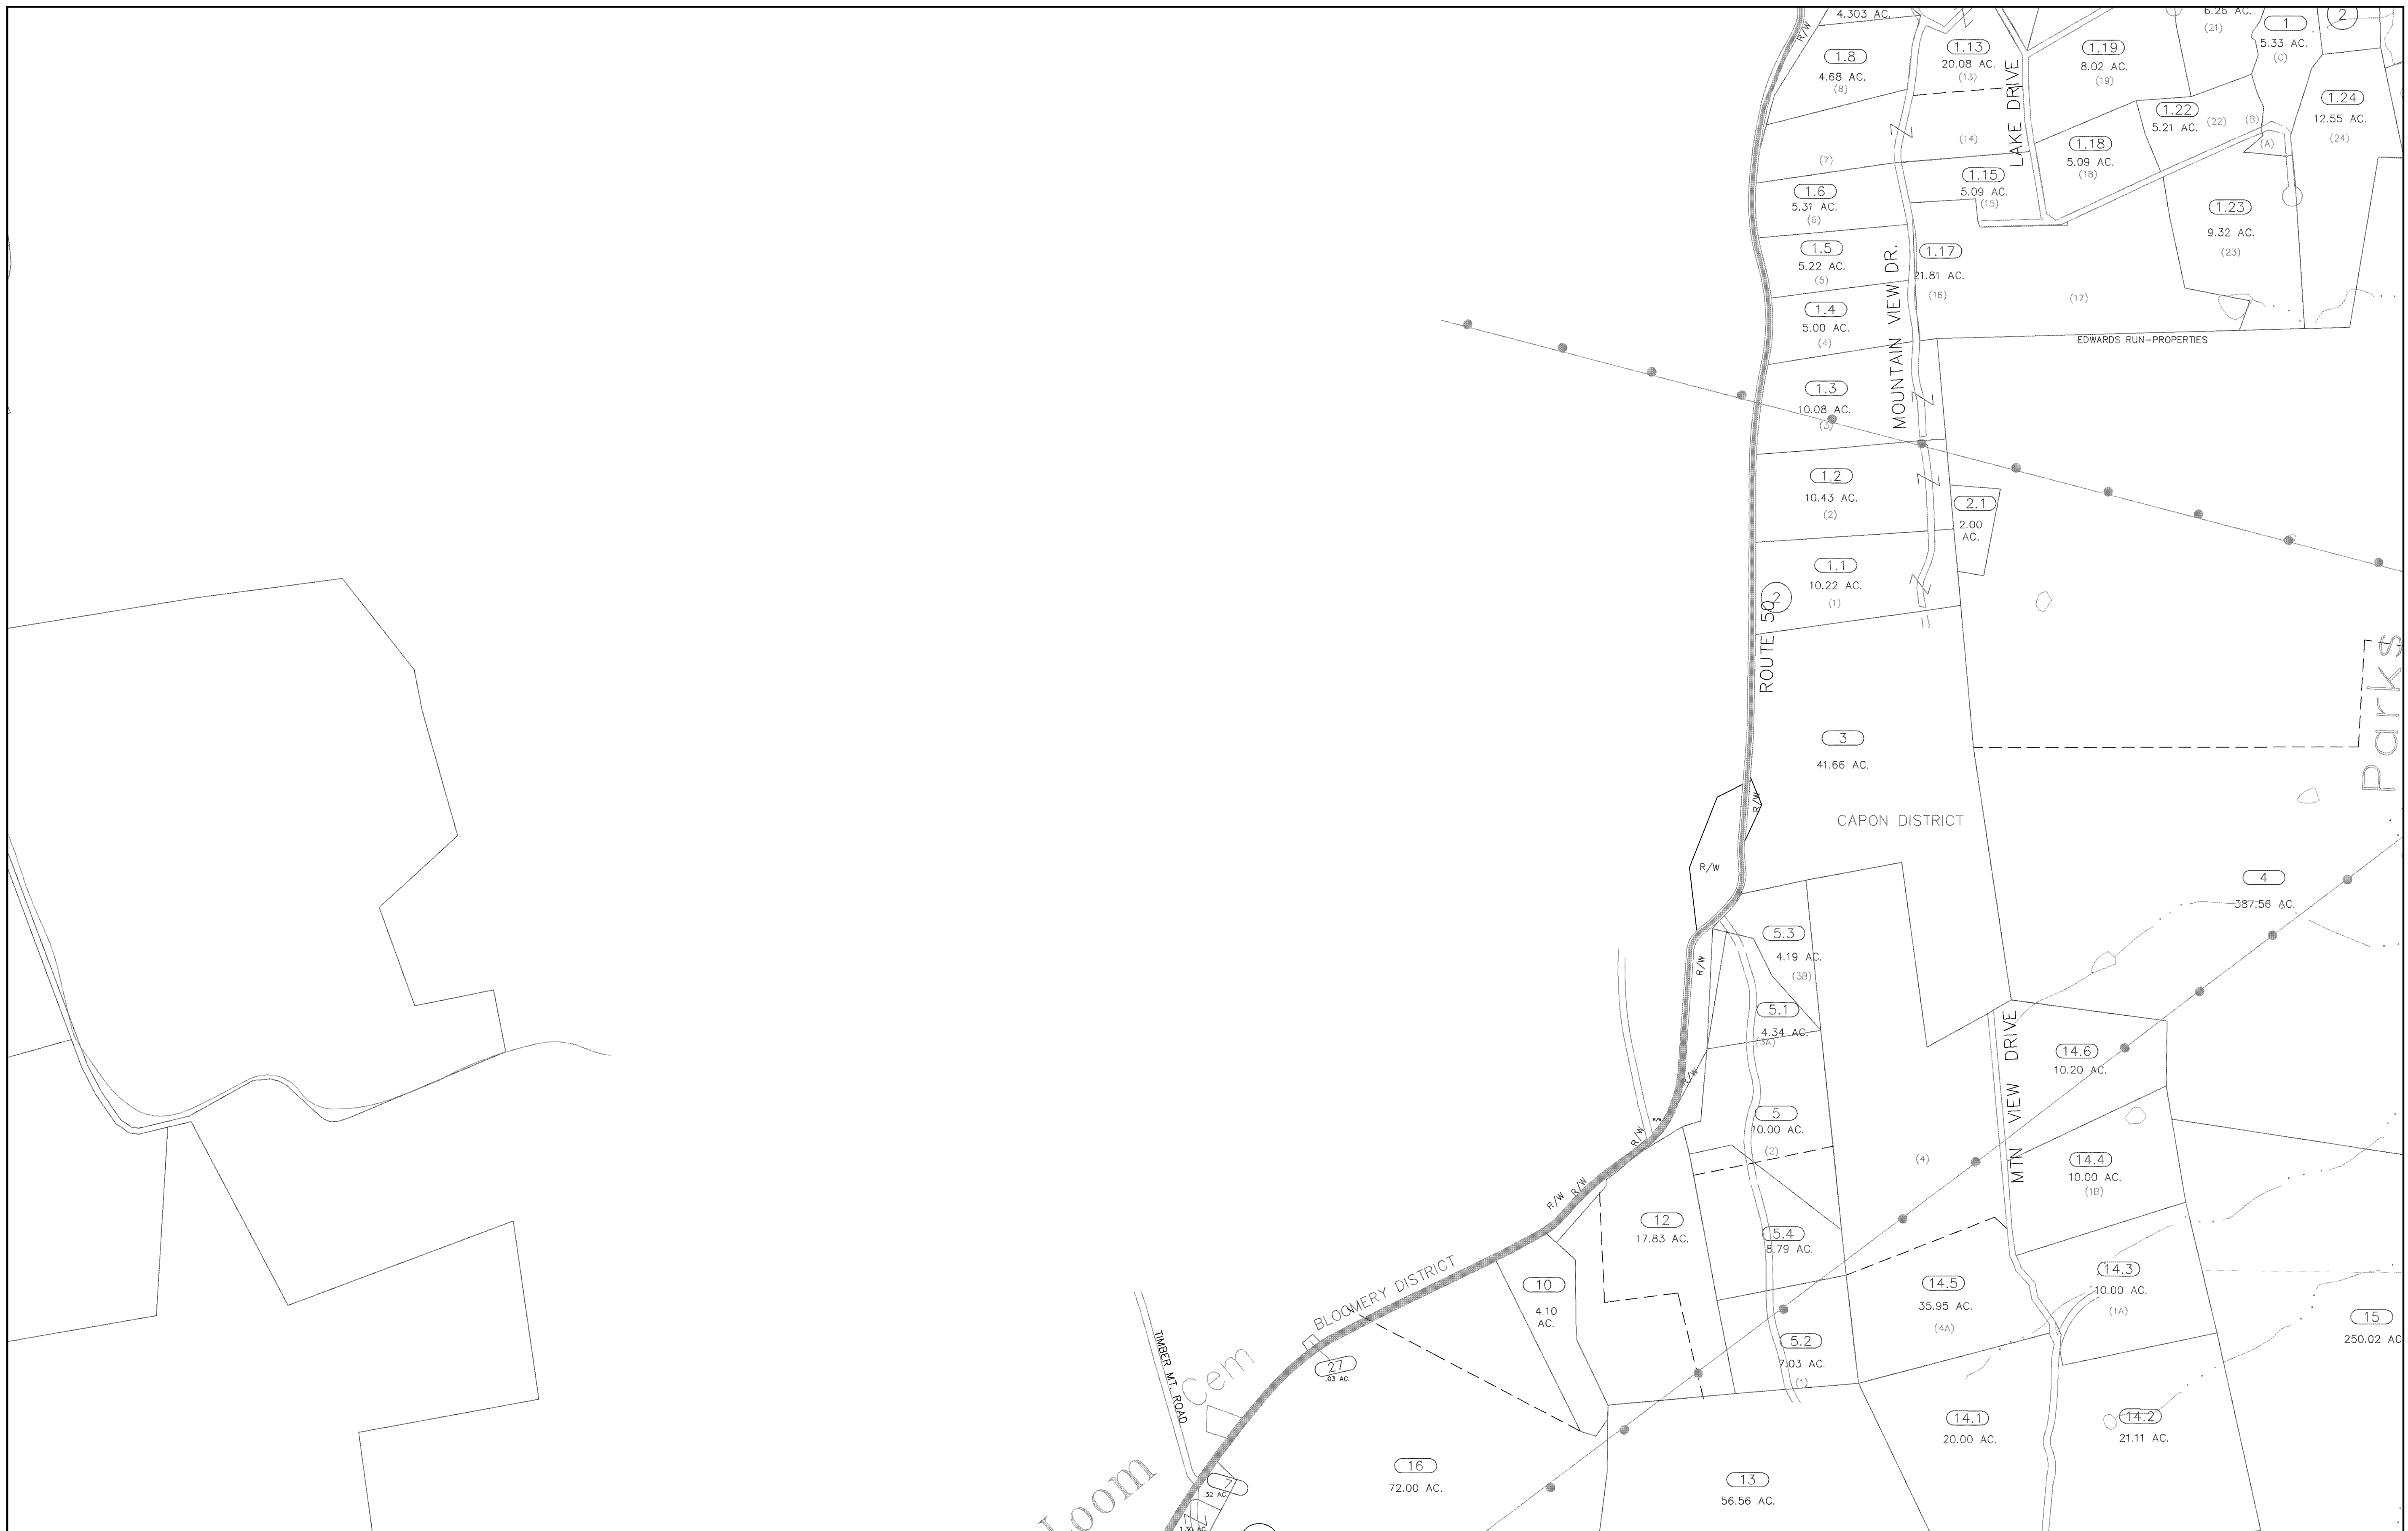 4.303 AC.
R/W
1.8
4.68 AC.
(8)
1.13
20.08 AC.
(13)
LAKE DRIVE
1.19
8.02 AC.
(19)
6.26 AC.
(21)
1
5.33 AC.
(C)
2
1.24
12.55 AC.
(24)
1.22
5.21 AC.
(22)
(B)
(A)
(7)
(14)
1.18
5.09 AC.
(18)
1.15
5.09 AC.
(15)
1.6
5.31 AC.
(6)
1.23
9.32 AC.
(23)
1.5
5.22 AC.
(5)
MOUNTAIN VIEW DR.
1.17
21.81 AC.
(16)
(17)
1.4
5.00 AC.
(4)
EDWARDS RUN-PROPERTIES
1.3
10.08 AC.
(3)
1.2
10.43 AC.
(2)
2.1
2.00
AC.
1.1
10.22 AC.
(1)
2
ROUTE 50
Parks
3
41.66 AC.
R/W
CAPON DISTRICT
R/W
4
387.56 AC.
5.3
4.19 AC.
(3B)
R/W
5.1
4.34 AC.
(3A)
MTN VIEW DRIVE
14.6
10.20 AC.
R/W
5
10.00 AC.
(2)
R/W
R/W
(4)
14.4
10.00 AC.
(1B)
R/W
R/W
12
17.83 AC.
5.4
8.79 AC.
BLOOMERY DISTRICT
10
4.10
AC.
14.5
35.95 AC.
(4A)
14.3
10.00 AC.
(1A)
15
250.02 AC
5.2
7.03 AC.
(1)
27
.03 AC.
TIMBER MT. ROAD
Cem
14.1
20.00 AC.
14.2
21.11 AC.
loom
7
.32 AC.
16
72.00 AC.
13
56.56 AC.